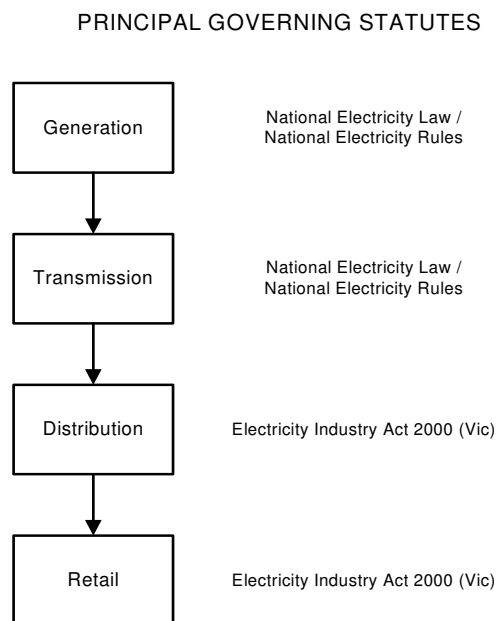 PRINCIPAL GOVERNING STATUTES
Generation
National Electricity Law /
National Electricity Rules
Transmission
National Electricity Law /
National Electricity Rules
Distribution
Electricity Industry Act 2000 (Vic)
Retail
Electricity Industry Act 2000 (Vic)